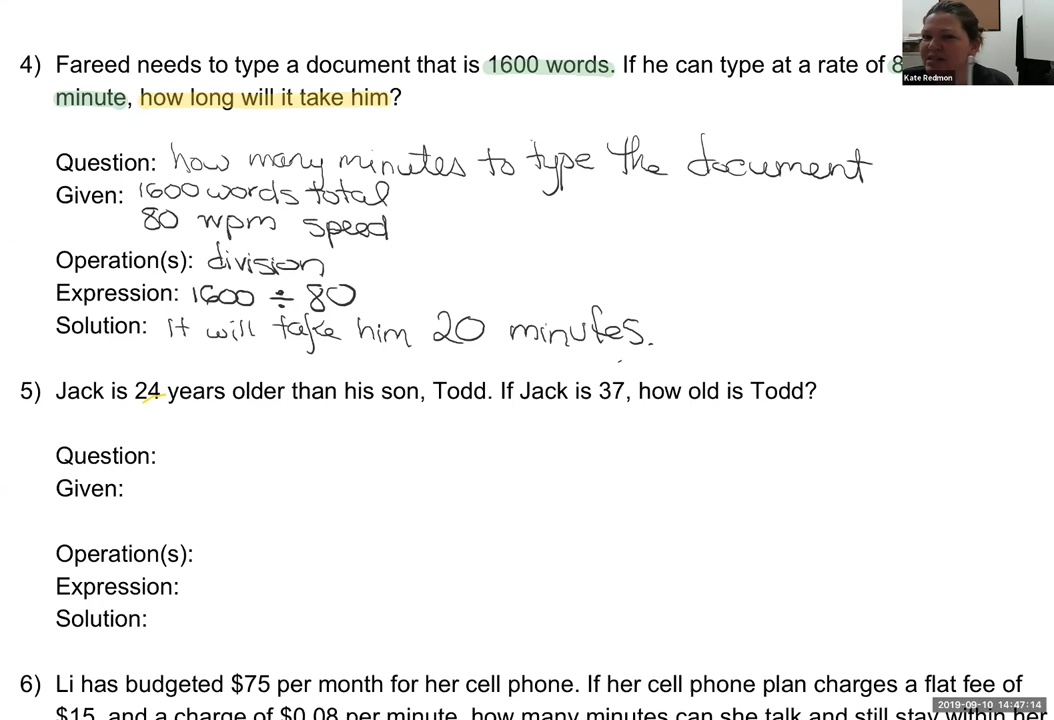 4) Fareed needs to type a document that is 1600 words. If he can type at a rate of 8
minute, how long will it take him?
Question: how many minutes to type the document
Given: 1600 words total
80 wpm speed
Operation(s): division
Expression: 1600 ÷ 80
Solution: It will take him 20 minutes.
5) Jack is 24 years older than his son, Todd. If Jack is 37, how old is Todd?
Question:
Given:
Operation(s):
Expression:
Solution:
6) Li has budgeted $75 per month for her cell phone. If her cell phone plan charges a flat fee of
$15, and a charge of $0.08 per minute, how many minutes can she talk and still stay within her
Kate Redmon
2019-09-10 14:47:14